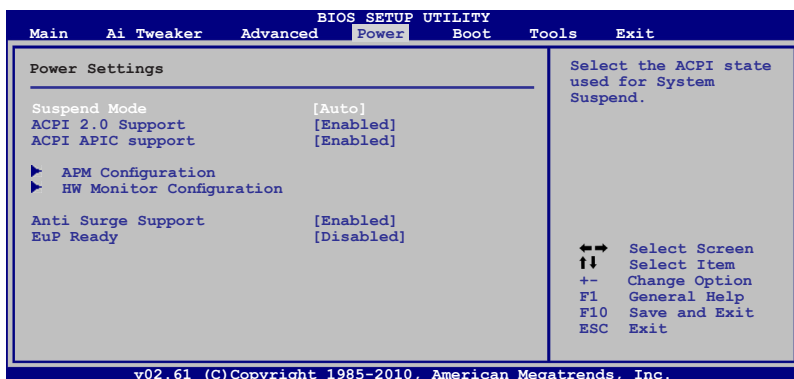 BIOS SETUP UTILITY
Main Ai Tweaker Advanced Power Boot Tools Exit
Power Settings
Suspend Mode [Auto]
ACPI 2.0 Support [Enabled]
ACPI APIC support [Enabled]
APM Configuration
HW Monitor Configuration
Anti Surge Support [Enabled]
EuP Ready [Disabled]
Select the ACPI state
used for System
Suspend.
←→ Select Screen
↑↓ Select Item
+- Change Option
F1 General Help
F10 Save and Exit
ESC Exit
v02.61 (C)Copyright 1985-2010, American Megatrends, Inc.